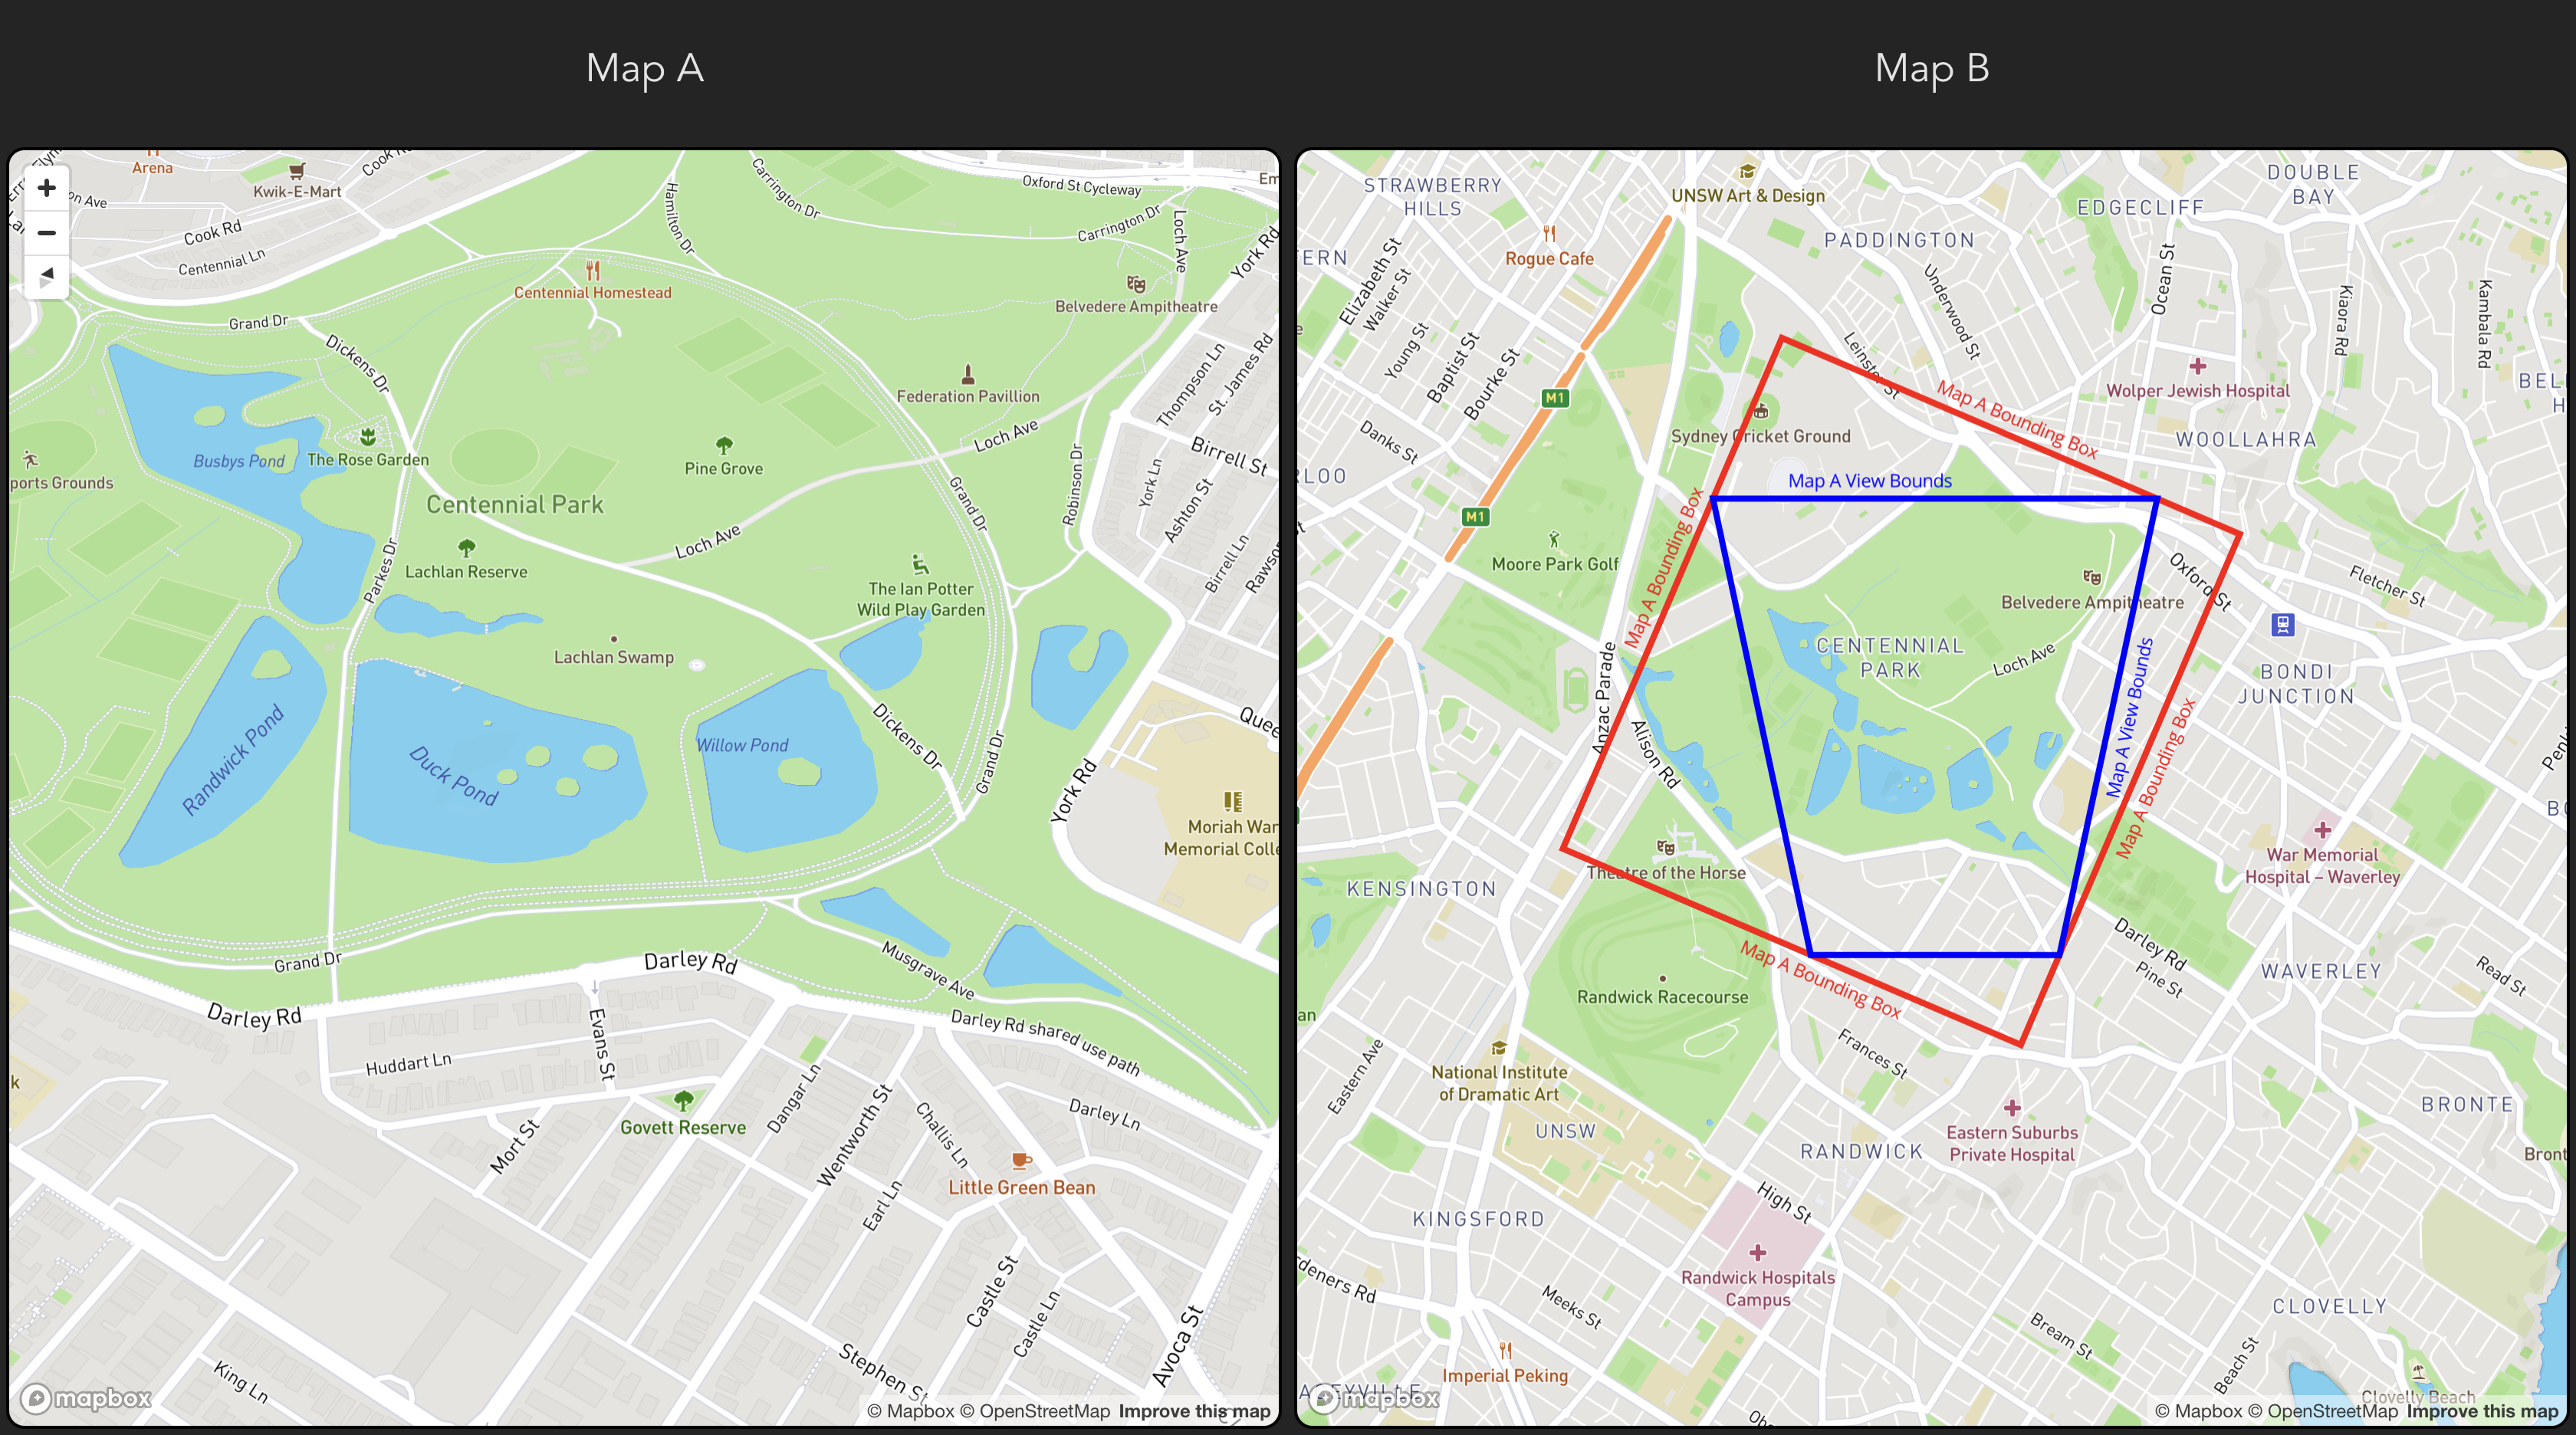 Map A
Map B
Arena
Kwik-E-Mart
Cook Rd
Centennial Ln
Hamilton Dr
Carrington Dr
Oxford St Cycleway
Carrington Dr
Loch Ave
York Rd
Centennial Homestead
Belvedere Ampitheatre
Grand Dr
Dickens Dr
Federation Pavillion
Thompson Ln
St. James Rd
Busbys Pond
The Rose Garden
Pine Grove
Loch Ave
Birrell St
Centennial Park
Grand Dr
Robinson Dr
York Ln
Ashton St
Birrell Ln
Lachlan Reserve
Parkes Dr
Loch Ave
The Ian Potter
Wild Play Garden
Lachlan Swamp
Randwick Pond
Duck Pond
Willow Pond
Dickens Dr
Grand Dr
York Rd
Grand Dr
Darley Rd
Darley Rd
Musgrave Ave
Darley Rd shared use path
Huddart Ln
Evans St
Govett Reserve
Mort St
Dangar Ln
Wentworth St
Challis Ln
Darley Ln
Earl Ln
Little Green Bean
Castle St
Castle Ln
Avoca St
Stephen St
King Ln
mapbox
© Mapbox © OpenStreetMap Improve this map
STRAWBERRY
HILLS
UNSW Art & Design
DOUBLE
BAY
EDGECLIFF
PADDINGTON
Rogue Cafe
Elizabeth St
Walker St
Young St
Baptist St
Bourke St
Underwood St
Ocean St
Kiaora Rd
Kambala Rd
Leinster St
Wolper Jewish Hospital
M1
Danks St
Sydney Cricket Ground
Map A Bounding Box
WOOLLAHRA
Map A View Bounds
M1
Moore Park Golf
Map A Bounding Box
Belvedere Ampitheatre
Oxford St
Fletcher St
CENTENNIAL
PARK
Loch Ave
BONDI
JUNCTION
Anzac Parade
Alison Rd
Map A View Bounds
Map A Bounding Box
War Memorial
Hospital – Waverley
Theatre of the Horse
KENSINGTON
Map A Bounding Box
Darley Rd
Pine St
WAVERLEY
Read St
Randwick Racecourse
Frances St
National Institute
of Dramatic Art
Eastern Ave
UNSW
RANDWICK
Eastern Suburbs
Private Hospital
BRONTE
High St
KINGSFORD
Randwick Hospitals
Campus
Meeks St
CLOVELLY
Bream St
Beach St
Imperial Peking
Clovelly Beach
mapbox
© Mapbox © OpenStreetMap Improve this map